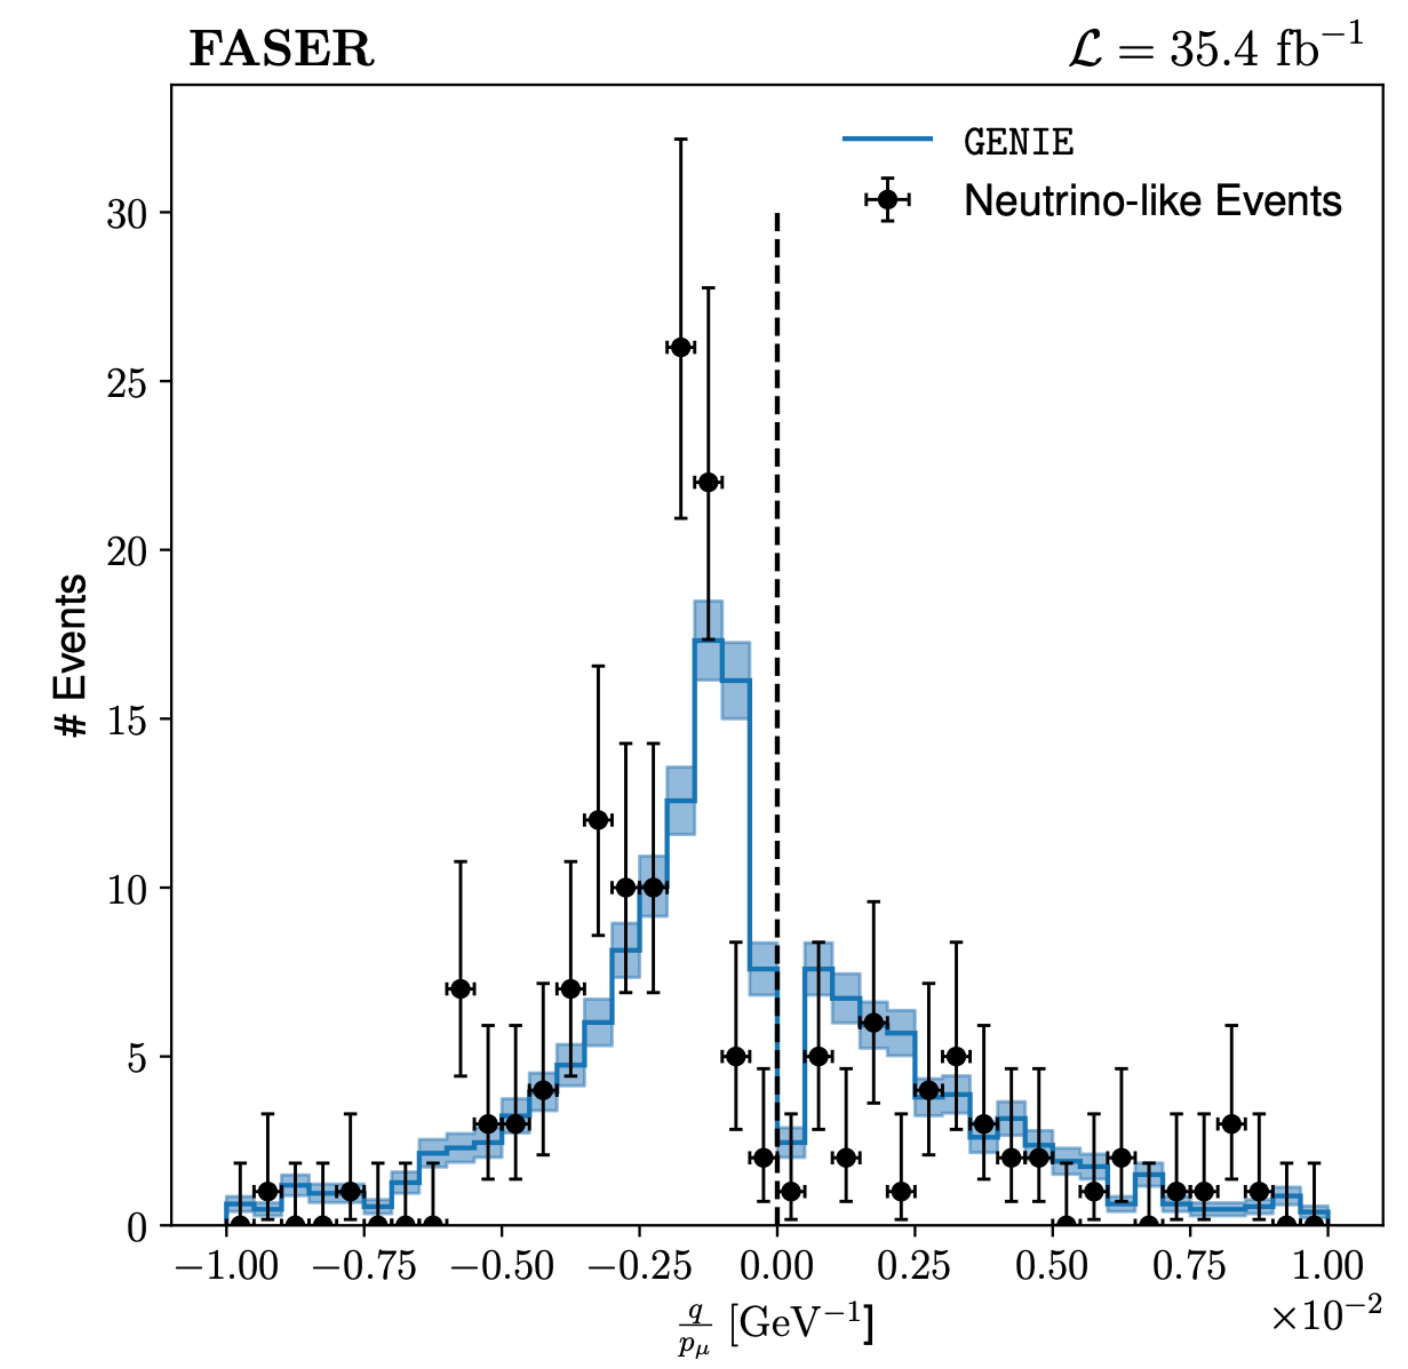 FASER
ℒ = 35.4 fb⁻¹
GENIE
Neutrino-like Events
# Events
30
25
20
15
10
5
0
−1.00 −0.75 −0.50 −0.25 0.00 0.25 0.50 0.75 1.00
×10⁻²
q/pμ [GeV⁻¹]